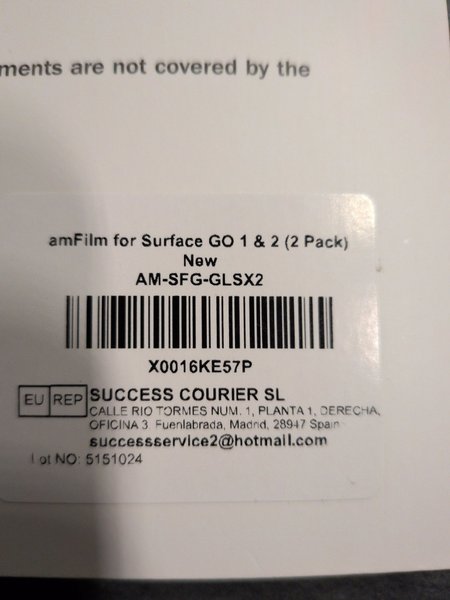 ments are not covered by the
amFilm for Surface GO 1 & 2 (2 Pack)
New
AM-SFG-GLSX2
X0016KE57P
EU REP SUCCESS COURIER SL
CALLE RIO TORMES NUM. 1, PLANTA 1, DERECHA,
OFICINA 3. Fuenlabrada, Madrid, 28947 Spain
successservice2@hotmail.com
Lot NO: 5151024